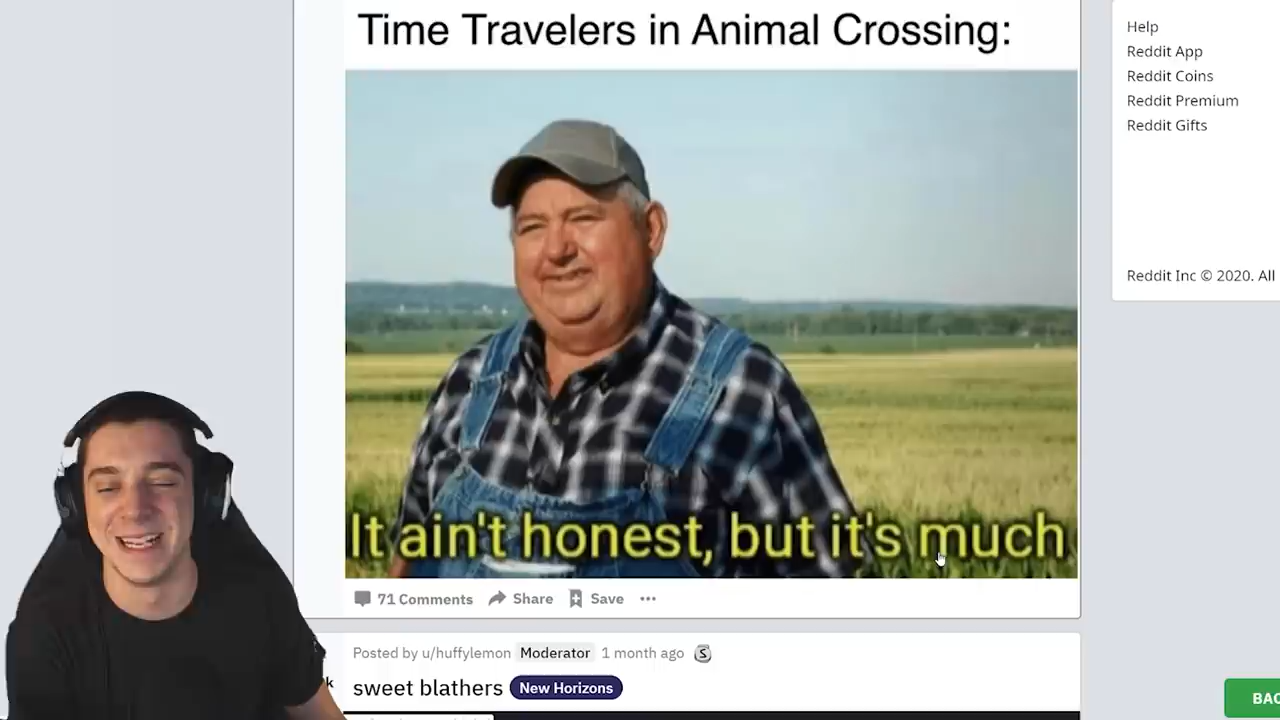 Time Travelers in Animal Crossing:
It ain't honest, but it's much
71 Comments Share Save
Posted by u/huffylemon Moderator 1 month ago
sweet blathers New Horizons
Help
Reddit App
Reddit Coins
Reddit Premium
Reddit Gifts
Reddit Inc © 2020. All
BAC